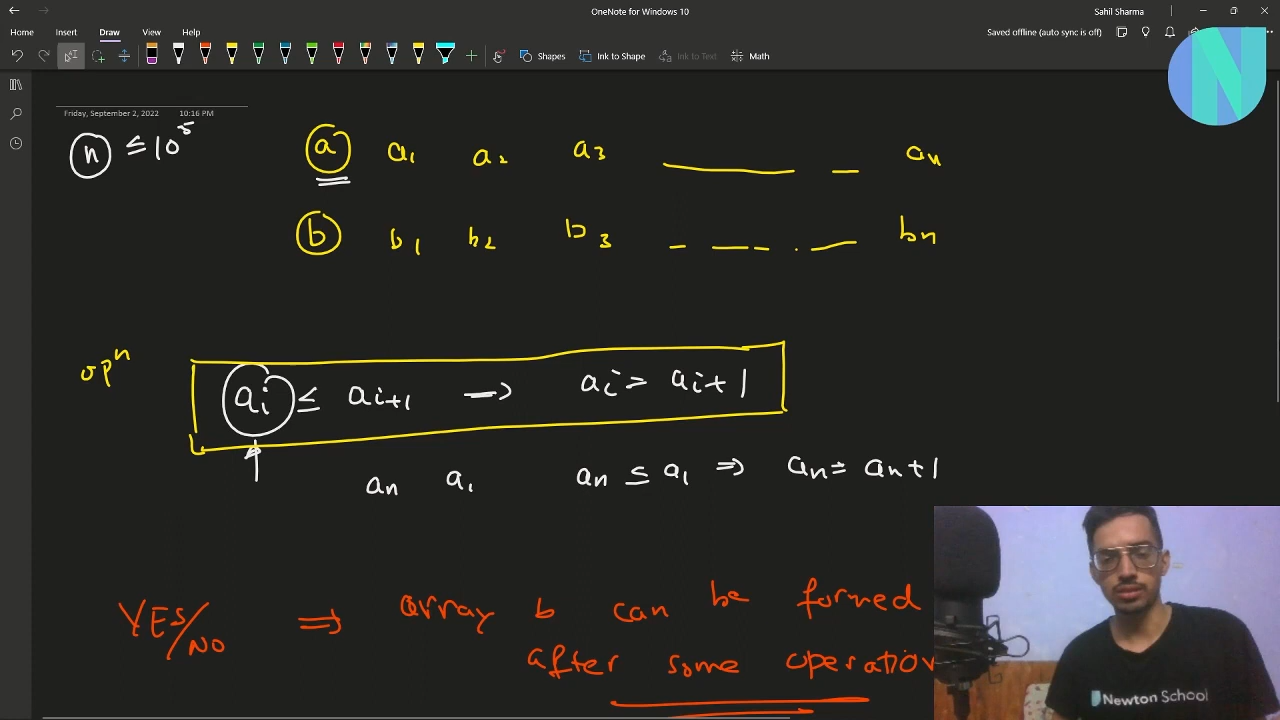 OneNote for Windows 10
Sahil Sharma
Home Insert Draw View Help
Saved offline (auto sync is off)
Shapes Ink to Shape Ink to Text Math
Friday, September 2, 2022 10:16 PM
n ≤ 10^5
a a₁ a₂ a₃ aₙ
b b₁ b₂ b₃ bₙ
opⁿ aᵢ ≤ aᵢ₊₁ → aᵢ = aᵢ+1
aₙ a₁ aₙ ≤ a₁ ⇒ aₙ = aₙ+1
YES/NO ⇒ array b can be formed
after some operation
Newton School